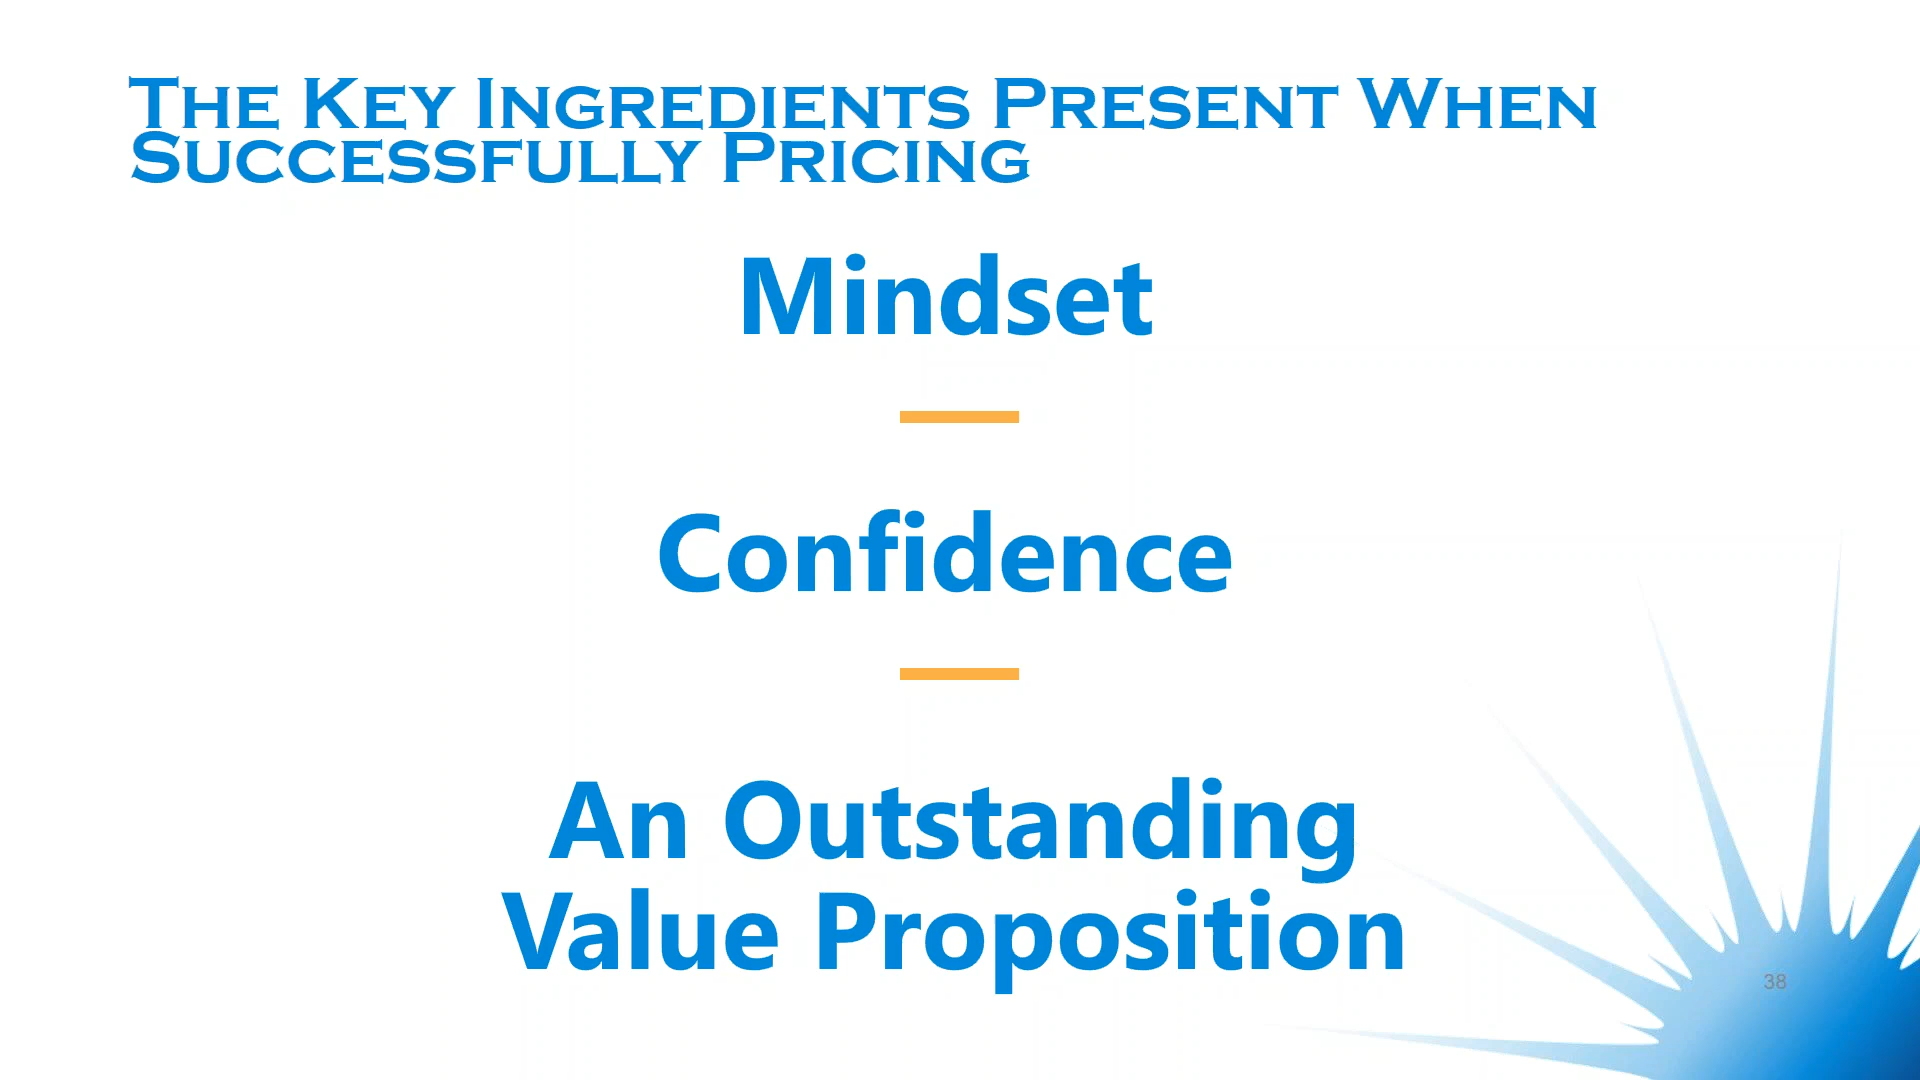 The Key Ingredients Present When
Successfully Pricing
Mindset
Confidence
An Outstanding
Value Proposition
38